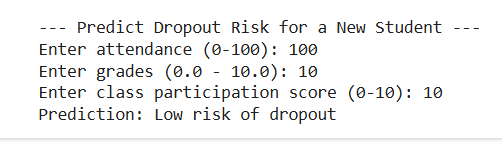 --- Predict Dropout Risk for a New Student ---
Enter attendance (0-100): 100
Enter grades (0.0 - 10.0): 10
Enter class participation score (0-10): 10
Prediction: Low risk of dropout